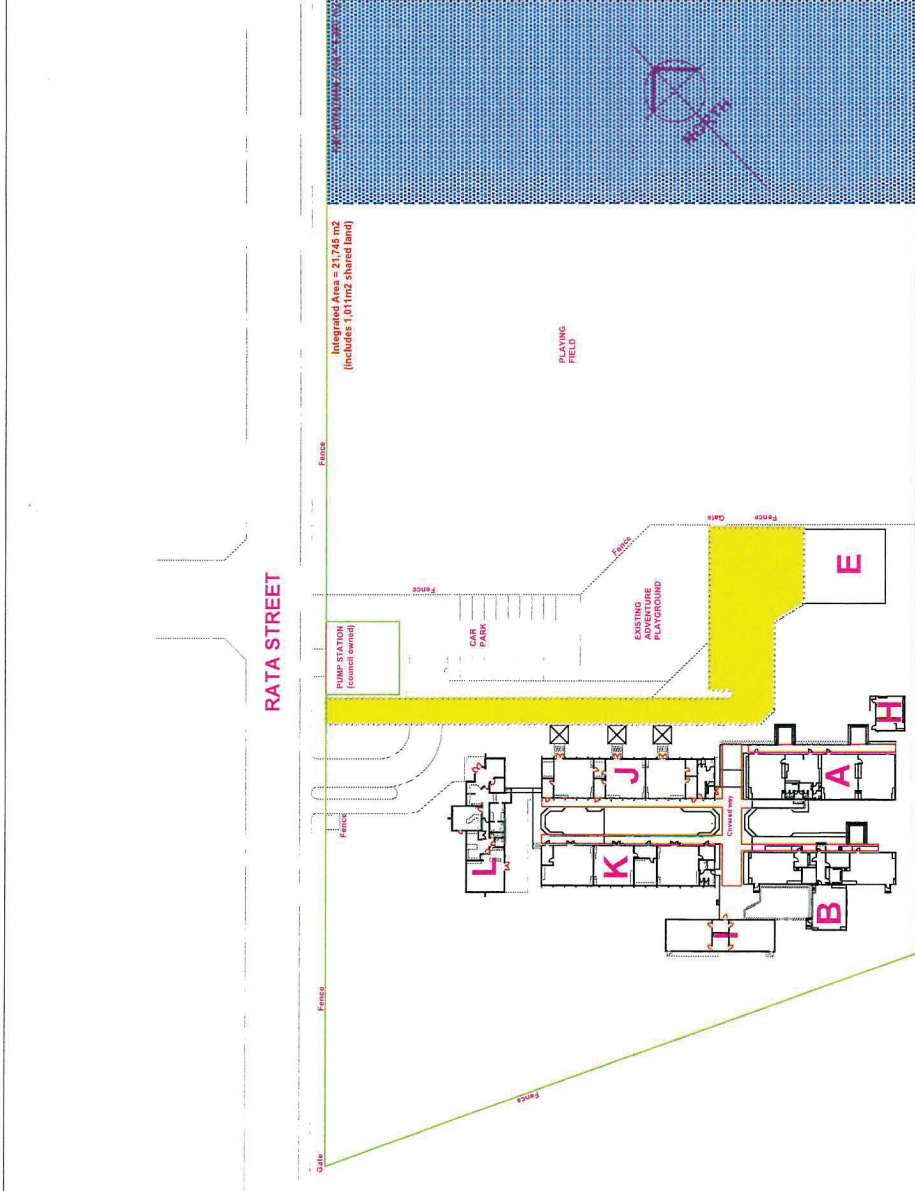 NORTH
Integrated Area = 21,745 m2
(includes 1,011m2 shared land)
PLAYING
FIELD
Fence
RATA STREET
PUMP STATION
(council owned)
Fence
CAR
PARK
Fence
Gate
Fence
EXISTING
ADVENTURE
PLAYGROUND
E
H
Fence
L
J
K
Covered way
A
B
I
Fence
Fence
Gate